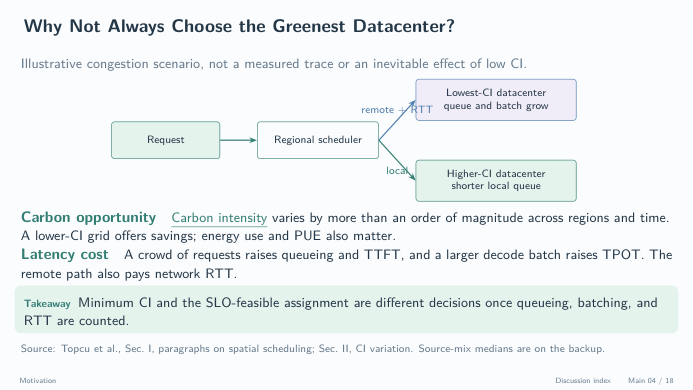 Why Not Always Choose the Greenest Datacenter?
Illustrative congestion scenario, not a measured trace or an inevitable effect of low CI.
Lowest-CI datacenter
queue and batch grow
remote + RTT
Request
Regional scheduler
local
Higher-CI datacenter
shorter local queue
Carbon opportunity Carbon intensity varies by more than an order of magnitude across regions and time.
A lower-CI grid offers savings; energy use and PUE also matter.
Latency cost A crowd of requests raises queueing and TTFT, and a larger decode batch raises TPOT. The
remote path also pays network RTT.
Takeaway Minimum CI and the SLO-feasible assignment are different decisions once queueing, batching, and
RTT are counted.
Source: Topcu et al., Sec. I, paragraphs on spatial scheduling; Sec. II, CI variation. Source-mix medians are on the backup.
Motivation Discussion index Main 04 / 18